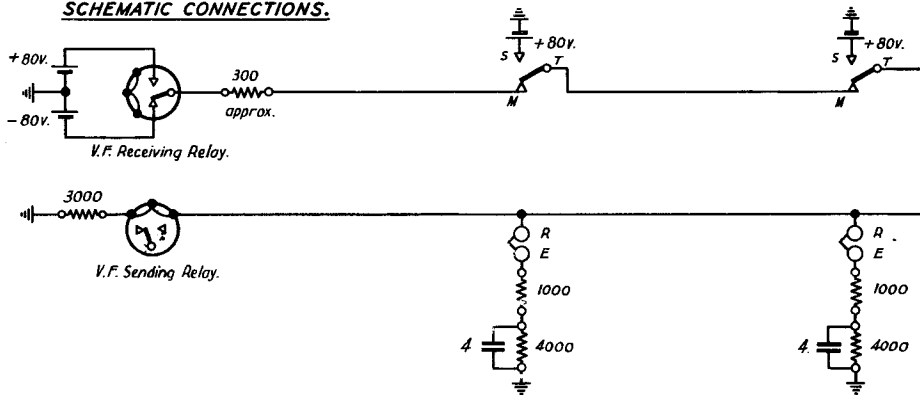 SCHEMATIC CONNECTIONS.
+80v.
-80v.
V.F. Receiving Relay.
300
approx.
S
+80v.
T
M
S
+80v.
T
M
3000
V.F. Sending Relay.
R
E
1000
4
4000
R
E
1000
4
4000